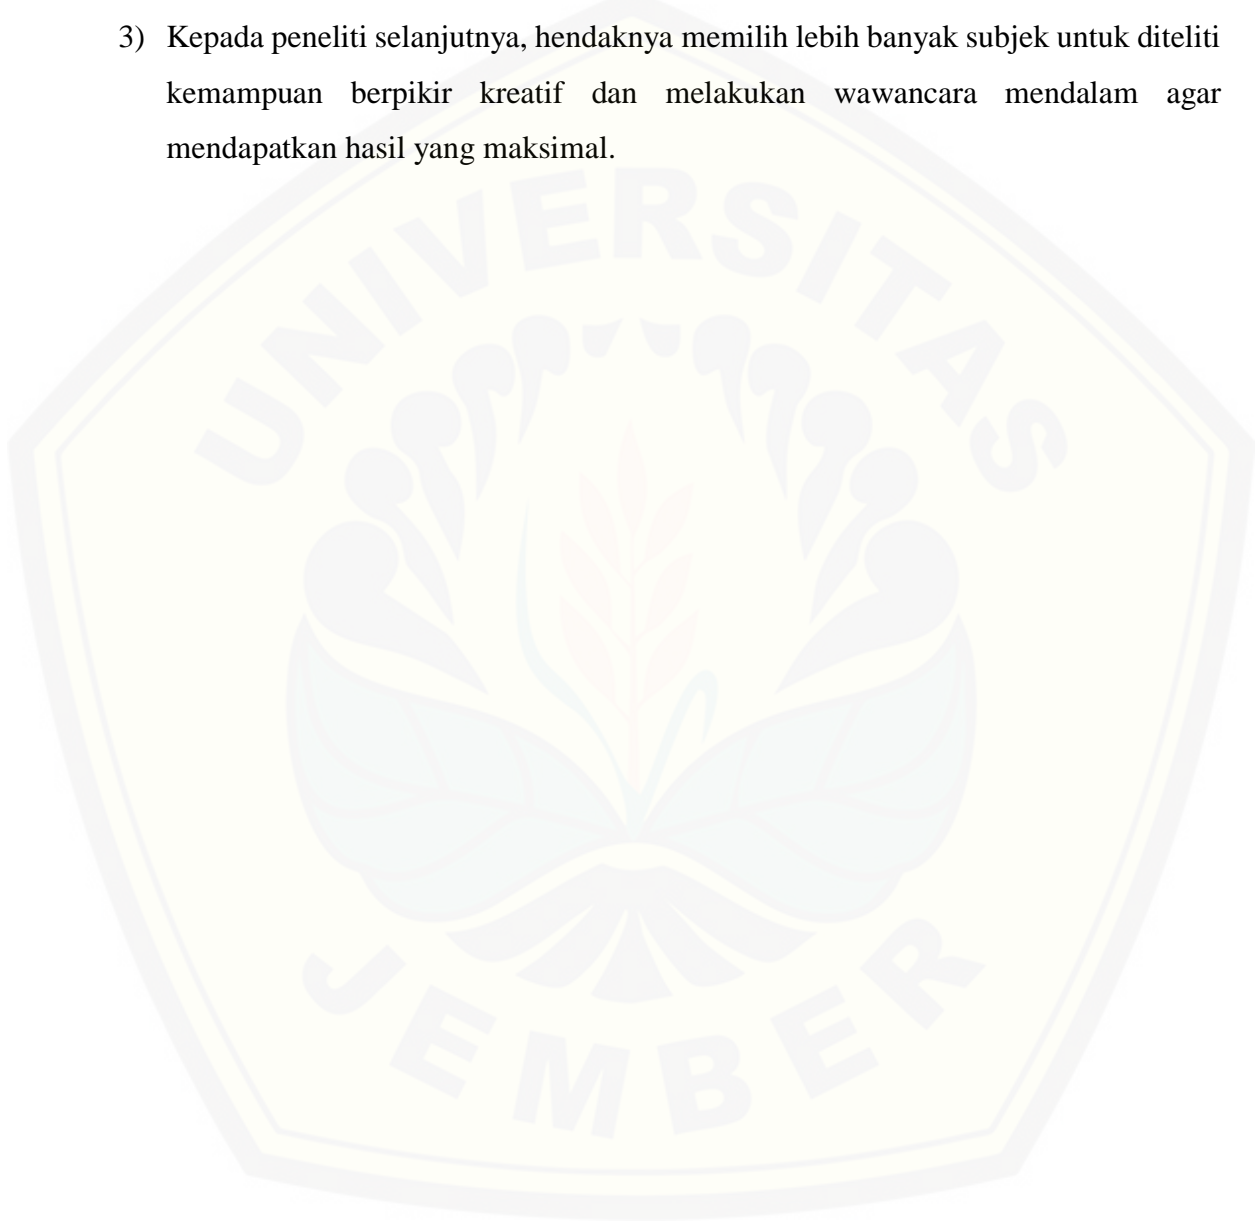 3) Kepada peneliti selanjutnya, hendaknya memilih lebih banyak subjek untuk diteliti
kemampuan berpikir kreatif dan melakukan wawancara mendalam agar
mendapatkan hasil yang maksimal.
UNIVERSITAS
JEMBER